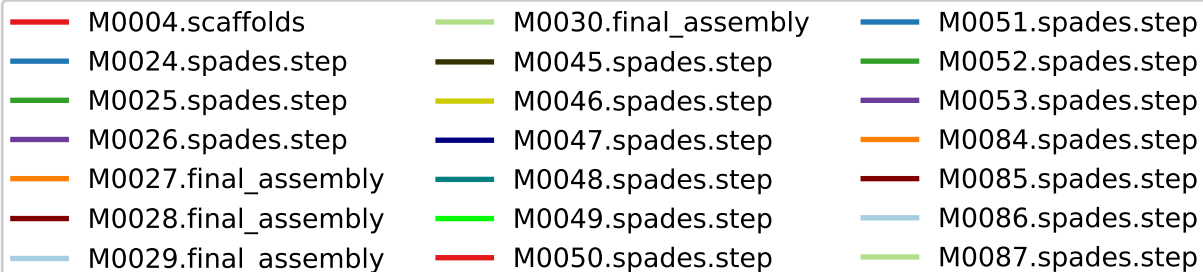 M0004.scaffolds
M0024.spades.step
M0025.spades.step
M0026.spades.step
M0027.final_assembly
M0028.final_assembly
M0029.final_assembly
M0030.final_assembly
M0045.spades.step
M0046.spades.step
M0047.spades.step
M0048.spades.step
M0049.spades.step
M0050.spades.step
M0051.spades.step
M0052.spades.step
M0053.spades.step
M0084.spades.step
M0085.spades.step
M0086.spades.step
M0087.spades.step